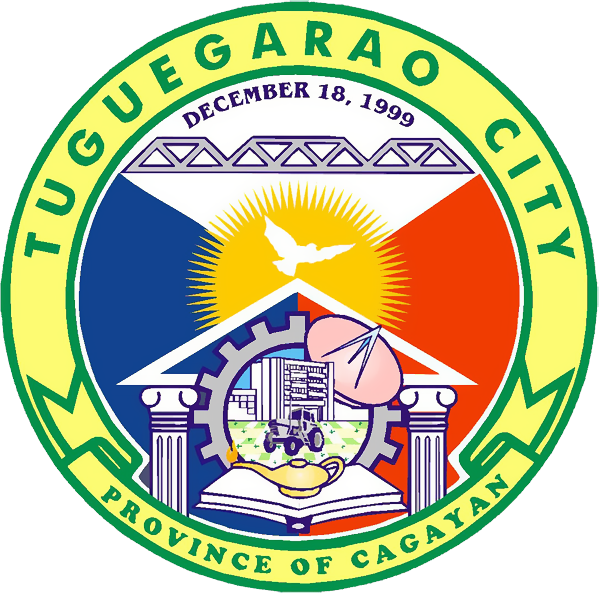 TUGUEGARAO CITY
DECEMBER 18, 1999
PROVINCE OF CAGAYAN